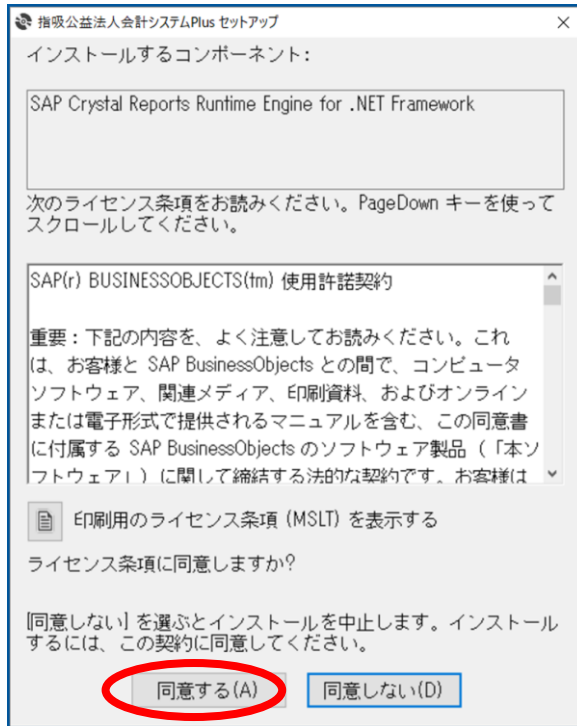 指吸公益法人会計システムPlus セットアップ
インストールするコンポーネント:
SAP Crystal Reports Runtime Engine for .NET Framework
次のライセンス条項をお読みください。PageDown キーを使って
スクロールしてください。
SAP(r) BUSINESSOBJECTS(tm) 使用許諾契約
重要：下記の内容を、よく注意してお読みください。これ
は、お客様と SAP BusinessObjects との間で、コンピュータ
ソフトウェア、関連メディア、印刷資料、およびオンライン
または電子形式で提供されるマニュアルを含む、この同意書
に付属する SAP BusinessObjects のソフトウェア製品（「本ソ
フトウェア」）に関して締結する法的な契約です。お客様は
印刷用のライセンス条項 (MSLT) を表示する
ライセンス条項に同意しますか?
[同意しない] を選ぶとインストールを中止します。インストール
するには、この契約に同意してください。
同意する(A)
同意しない(D)